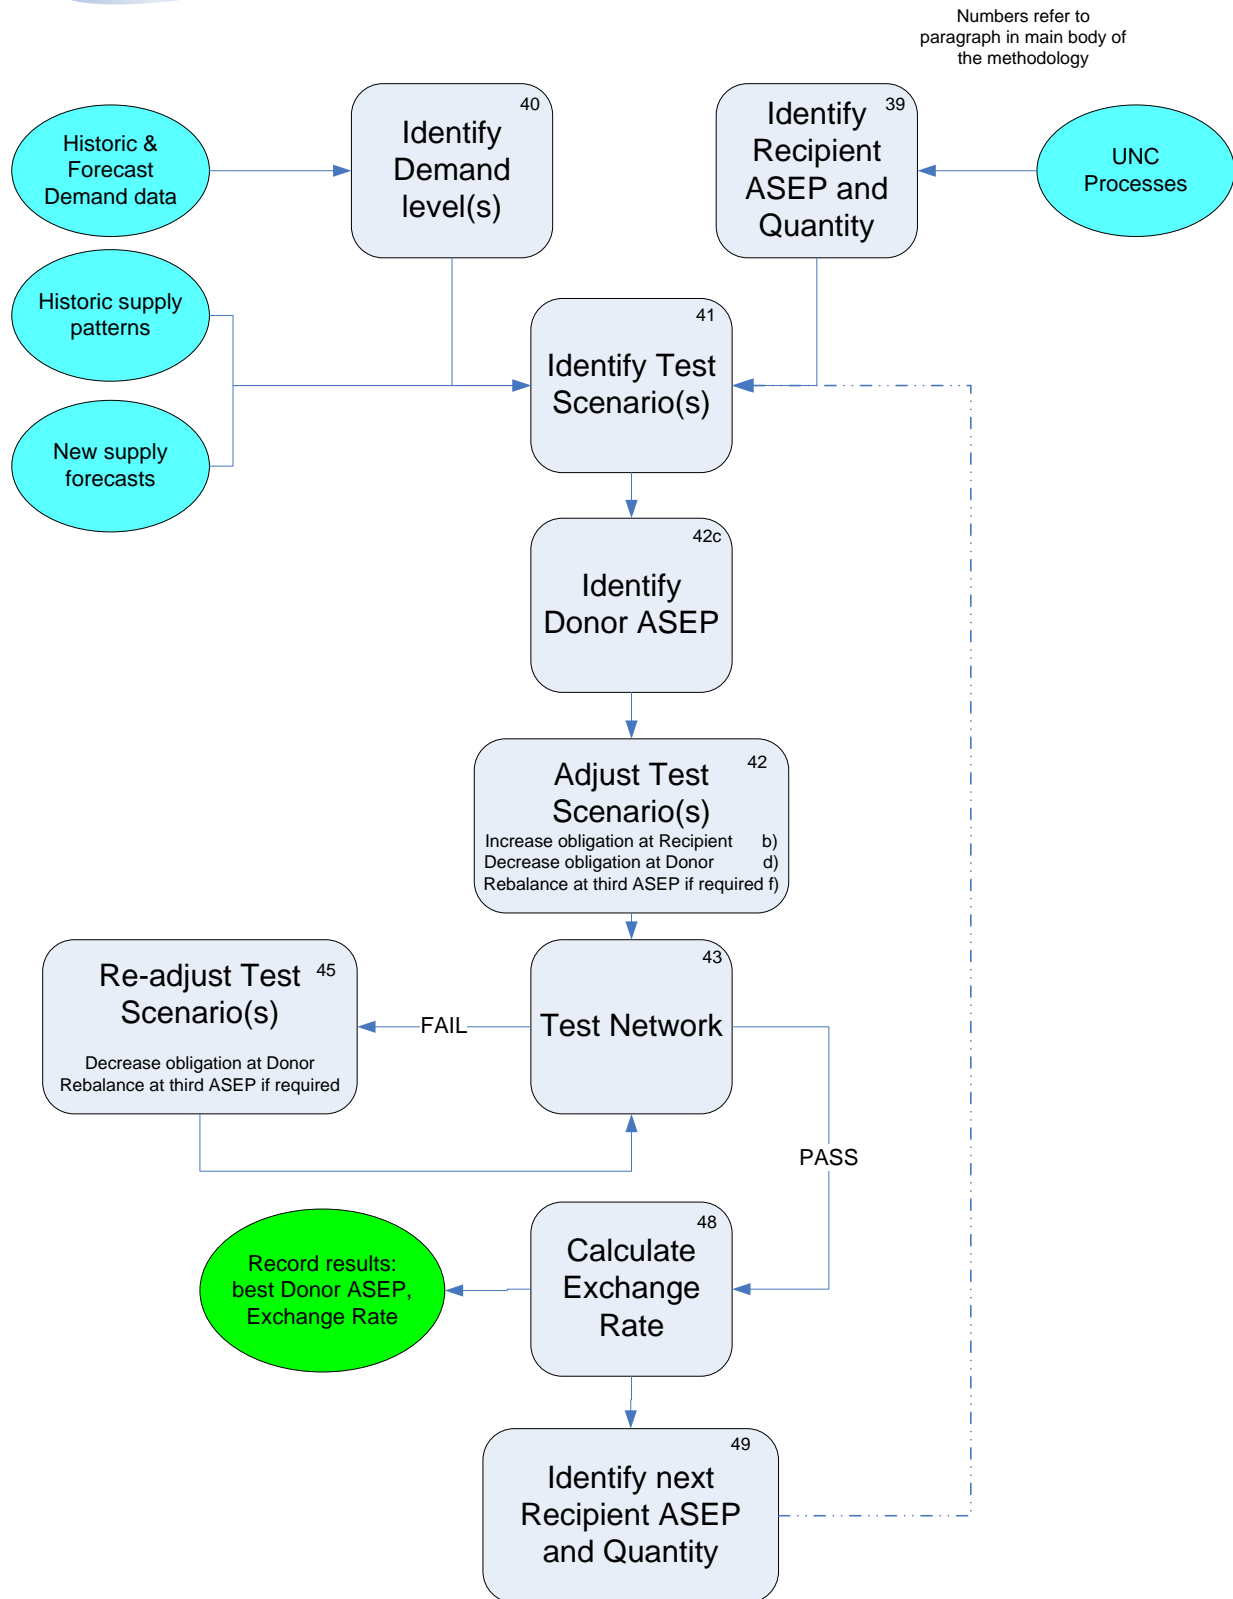 Numbers refer to
paragraph in main body of
the methodology
40
Identify
Demand
level(s)
39
Identify
Recipient
ASEP and
Quantity
Historic &
Forecast
Demand data
UNC
Processes
Historic supply
patterns
41
Identify Test
Scenario(s)
New supply
forecasts
42c
Identify
Donor ASEP
42
Adjust Test
Scenario(s)
Increase obligation at Recipient b)
Decrease obligation at Donor d)
Rebalance at third ASEP if required f)
45
Re-adjust Test
Scenario(s)
Decrease obligation at Donor
Rebalance at third ASEP if required
FAIL
43
Test Network
PASS
48
Calculate
Exchange
Rate
Record results:
best Donor ASEP,
Exchange Rate
49
Identify next
Recipient ASEP
and Quantity